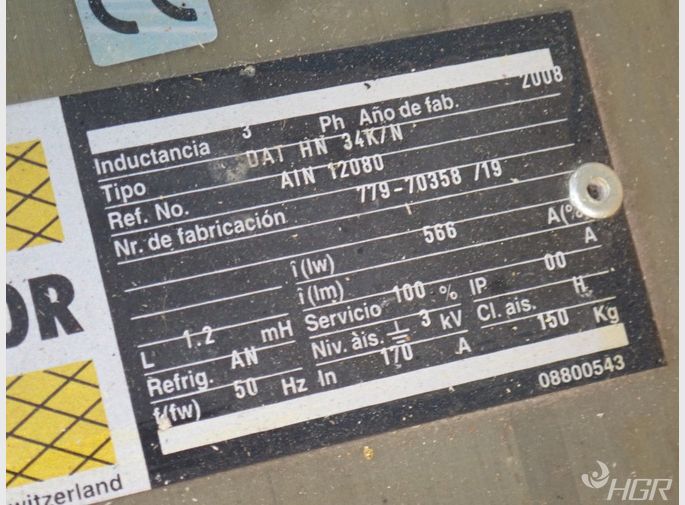 CE
Inductancia 3 Ph Año de fab. 2008
Tipo DAT HN 34K/N
Ref. No. AIN 12080
Nr. de fabricación 779-70358 /19
î(lw) 566 A(%
î(lm) A
L 1.2 mH Servicio 100 % IP 00
Refrig. AN Niv. àis. 3 kV Cl. ais. H
f(fw) 50 Hz In 170 A 150 Kg
08800543
OR
witzerland
HGR